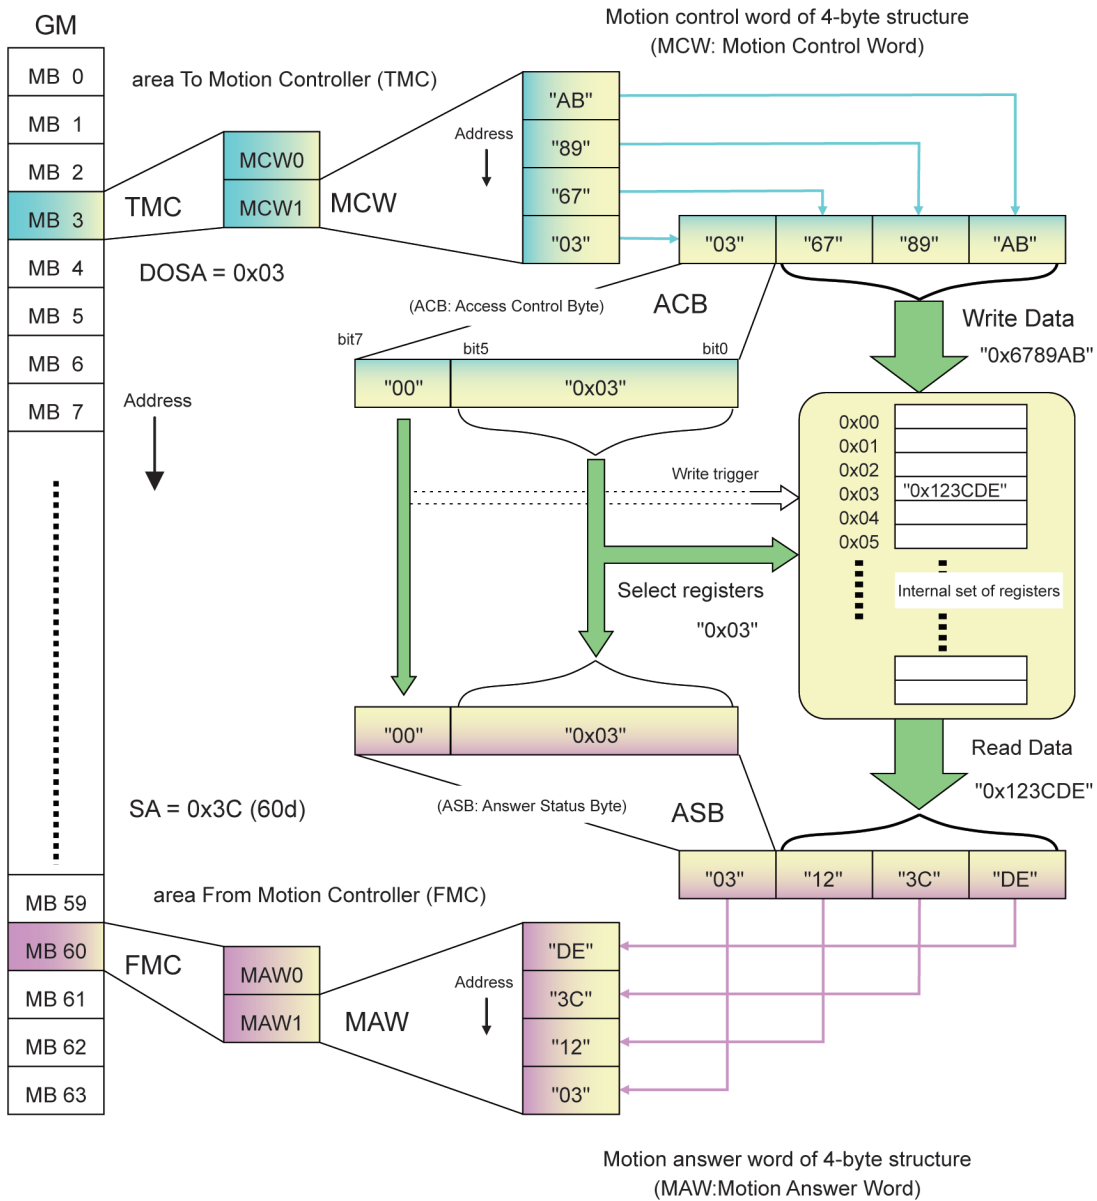 GM
MB 0
MB 1
MB 2
MB 3
MB 4
MB 5
MB 6
MB 7
Address
MB 59
MB 60
MB 61
MB 62
MB 63
area To Motion Controller (TMC)
TMC
MCW0
MCW1
MCW
DOSA = 0x03
Motion control word of 4-byte structure
(MCW: Motion Control Word)
Address
"AB"
"89"
"67"
"03"
"03" "67" "89" "AB"
(ACB: Access Control Byte)
ACB
bit7 bit5 bit0
"00" "0x03"
Write Data
"0x6789AB"
Write trigger
Select registers
"0x03"
0x00
0x01
0x02
0x03 "0x123CDE"
0x04
0x05
Internal set of registers
"00" "0x03"
Read Data
"0x123CDE"
SA = 0x3C (60d)
(ASB: Answer Status Byte)
ASB
"03" "12" "3C" "DE"
area From Motion Controller (FMC)
FMC
MAW0
MAW1
MAW
Address
"DE"
"3C"
"12"
"03"
Motion answer word of 4-byte structure
(MAW:Motion Answer Word)